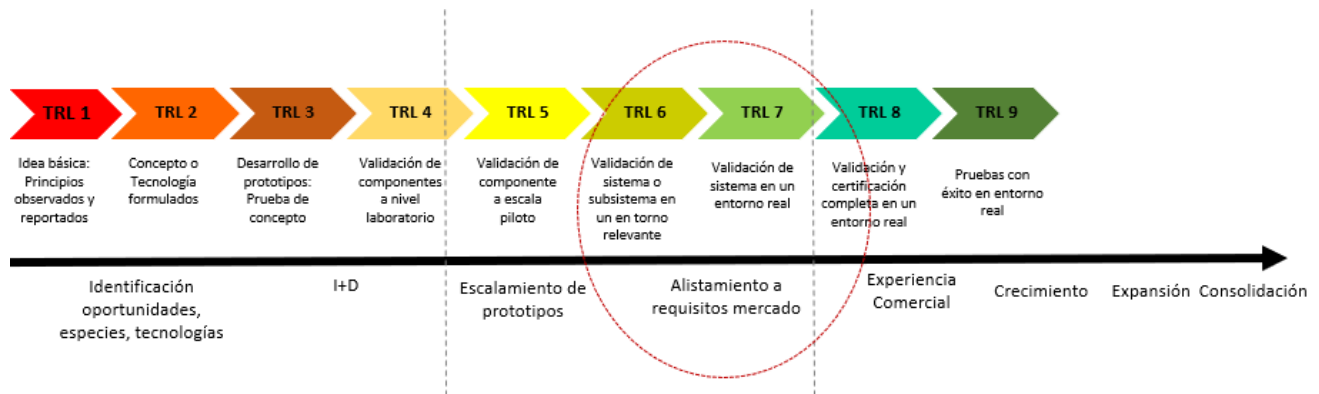 TRL 1
TRL 2
TRL 3
TRL 4
TRL 5
TRL 6
TRL 7
TRL 8
TRL 9
Idea básica:
Principios
observados y
reportados
Concepto o
Tecnología
formulados
Desarrollo de
prototipos:
Prueba de
concepto
Validación de
componentes
a nivel
laboratorio
Validación de
componente
a escala
piloto
Validación de
sistema o
subsistema en
un en torno
relevante
Validación de
sistema en un
entorno real
Validación y
certificación
completa en un
entorno real
Pruebas con
éxito en entorno
real
Identificación
oportunidades,
especies, tecnologías
I+D
Escalamiento de
prototipos
Alistamiento a
requisitos mercado
Experiencia
Comercial
Crecimiento
Expansión
Consolidación